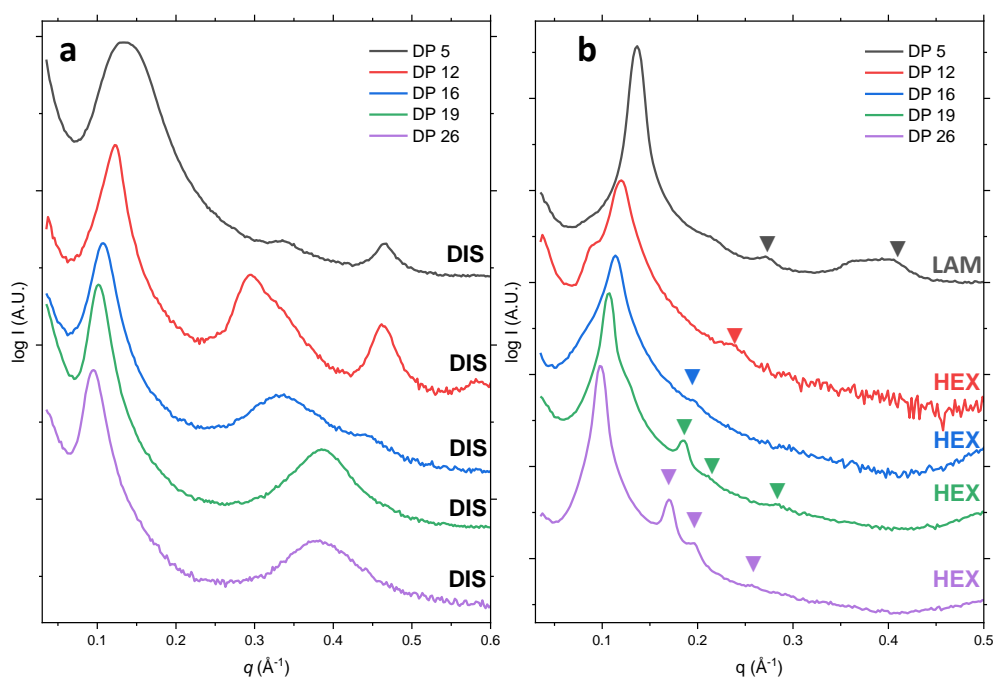 a
DP 5
DP 12
DP 16
DP 19
DP 26
DIS
DIS
DIS
DIS
DIS
log I (A.U.)
0.1 0.2 0.3 0.4 0.5 0.6
q (Å-1)
b
DP 5
DP 12
DP 16
DP 19
DP 26
LAM
HEX
HEX
HEX
HEX
log I (A.U.)
0.1 0.2 0.3 0.4 0.5
q (Å-1)